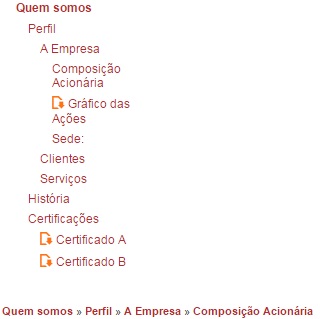 Quem somos
Perfil
A Empresa
Composição
Acionária
Gráfico das
Ações
Sede:
Clientes
Serviços
História
Certificações
Certificado A
Certificado B
Quem somos » Perfil » A Empresa » Composição Acionária